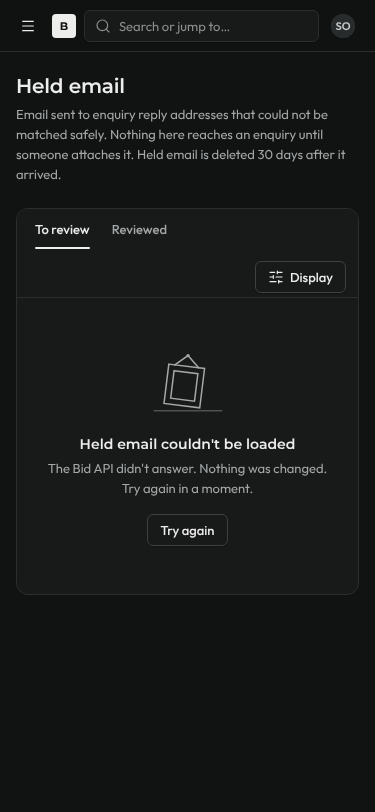 B
Search or jump to...
SO
Held email
Email sent to enquiry reply addresses that could not be
matched safely. Nothing here reaches an enquiry until
someone attaches it. Held email is deleted 30 days after it
arrived.
To review
Reviewed
Display
Held email couldn't be loaded
The Bid API didn't answer. Nothing was changed.
Try again in a moment.
Try again